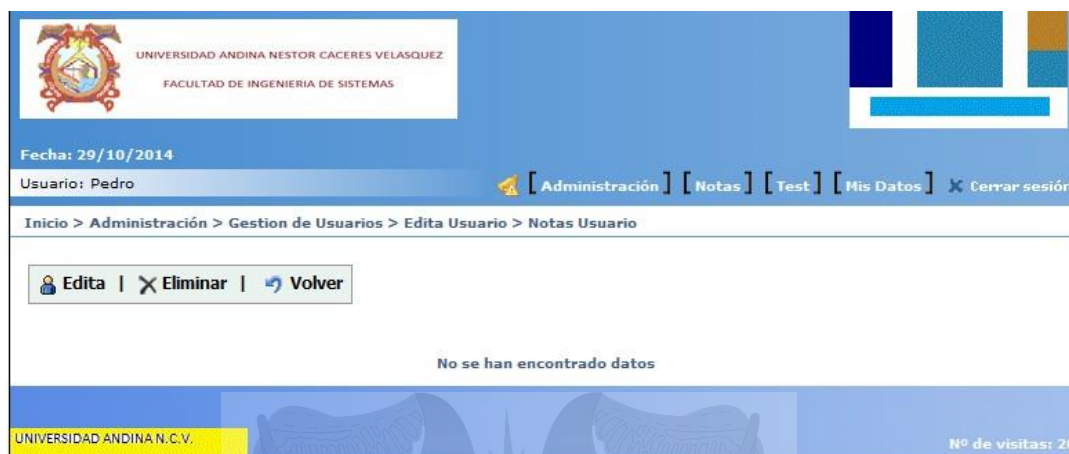 UNIVERSIDAD ANDINA NESTOR CACERES VELASQUEZ
FACULTAD DE INGENIERIA DE SISTEMAS
Fecha: 29/10/2014
Usuario: Pedro
[Administración] [Notas] [Test] [Mis Datos] Cerrar sesión
Inicio > Administración > Gestion de Usuarios > Edita Usuario > Notas Usuario
Edita | Eliminar | Volver
No se han encontrado datos
UNIVERSIDAD ANDINA N.C.V.
Nº de visitas: